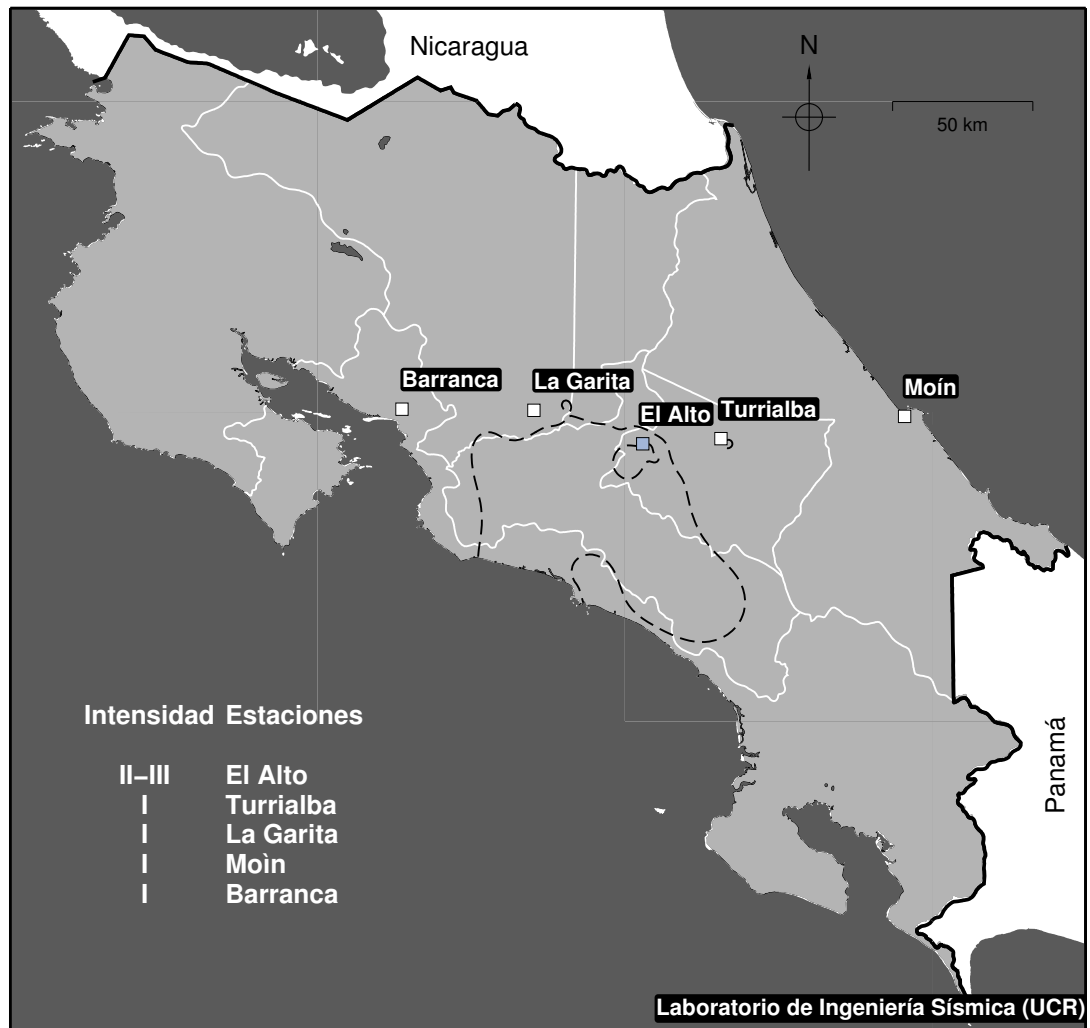 Nicaragua
N
50 km
Barranca
La Garita
El Alto
Turrialba
Moín
Intensidad Estaciones
II–III El Alto
I Turrialba
I La Garita
I Moìn
I Barranca
Panamá
Laboratorio de Ingeniería Sísmica (UCR)